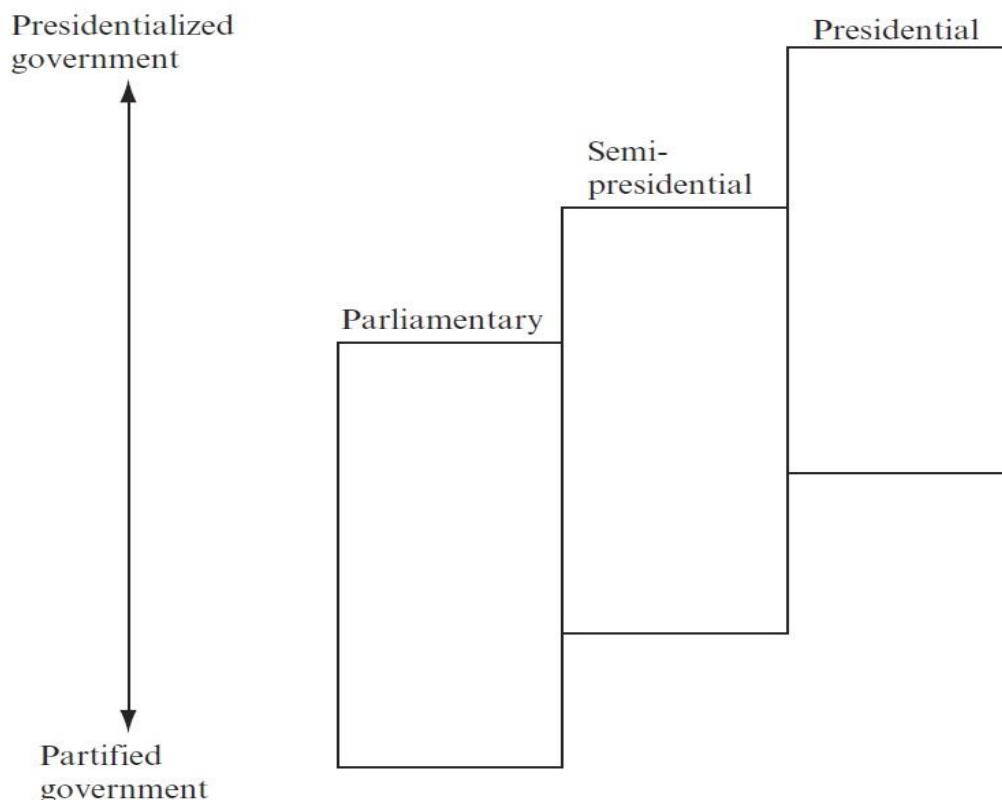 Presidentialized
government
Presidential
Semi-
presidential
Parliamentary
Partified
government